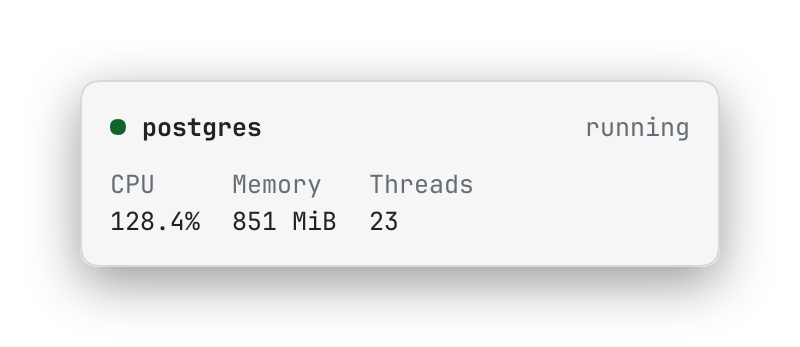 postgres running
CPU Memory Threads
128.4% 851 MiB 23